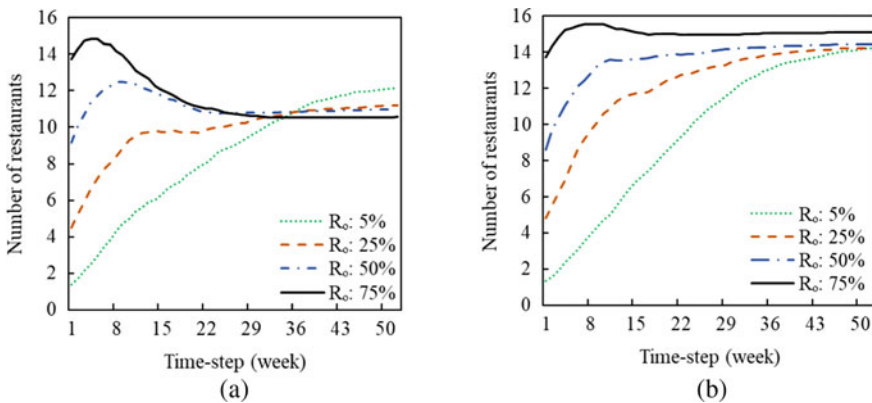 16
14
12
10
8
6
4
2
0
Number of restaurants
Rₒ: 5%
Rₒ: 25%
Rₒ: 50%
Rₒ: 75%
1 8 15 22 29 36 43 50
Time-step (week)
(a)
16
14
12
10
8
6
4
2
0
Number of restaurants
Rₒ: 5%
Rₒ: 25%
Rₒ: 50%
Rₒ: 75%
1 8 15 22 29 36 43 50
Time-step (week)
(b)